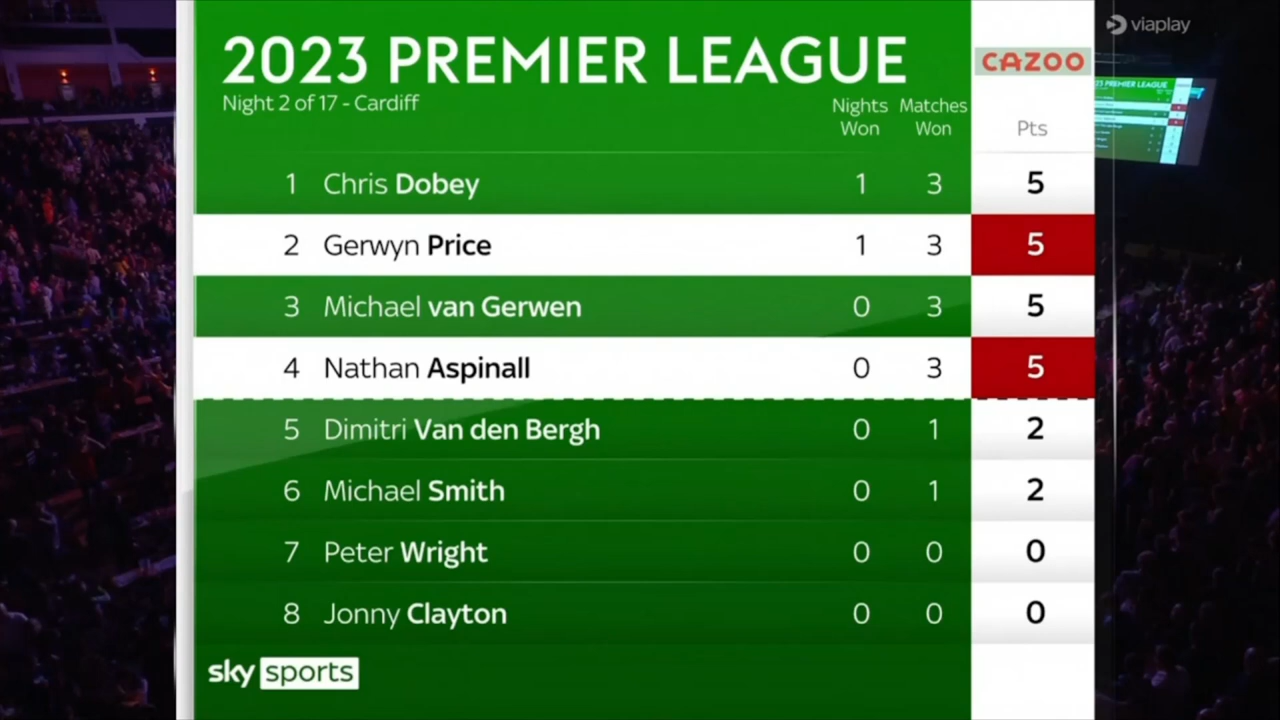 2023 PREMIER LEAGUE
Night 2 of 17 - Cardiff
Nights Won Matches Won Pts
CAZOO
viaplay
1 Chris Dobey 1 3 5
2 Gerwyn Price 1 3 5
3 Michael van Gerwen 0 3 5
4 Nathan Aspinall 0 3 5
5 Dimitri Van den Bergh 0 1 2
6 Michael Smith 0 1 2
7 Peter Wright 0 0 0
8 Jonny Clayton 0 0 0
sky sports